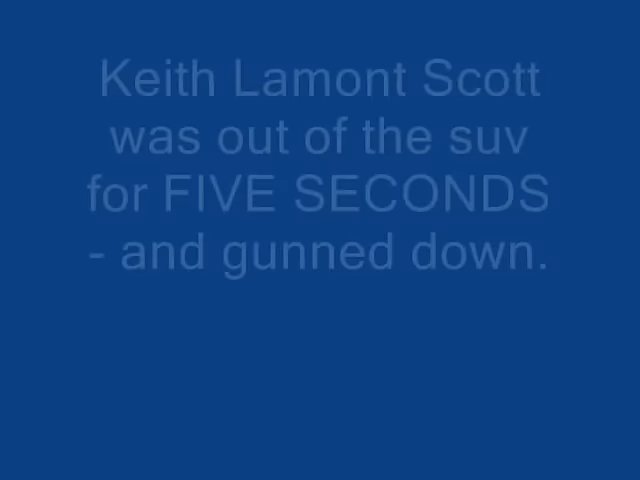 Keith Lamont Scott
was out of the suv
for FIVE SECONDS
- and gunned down.